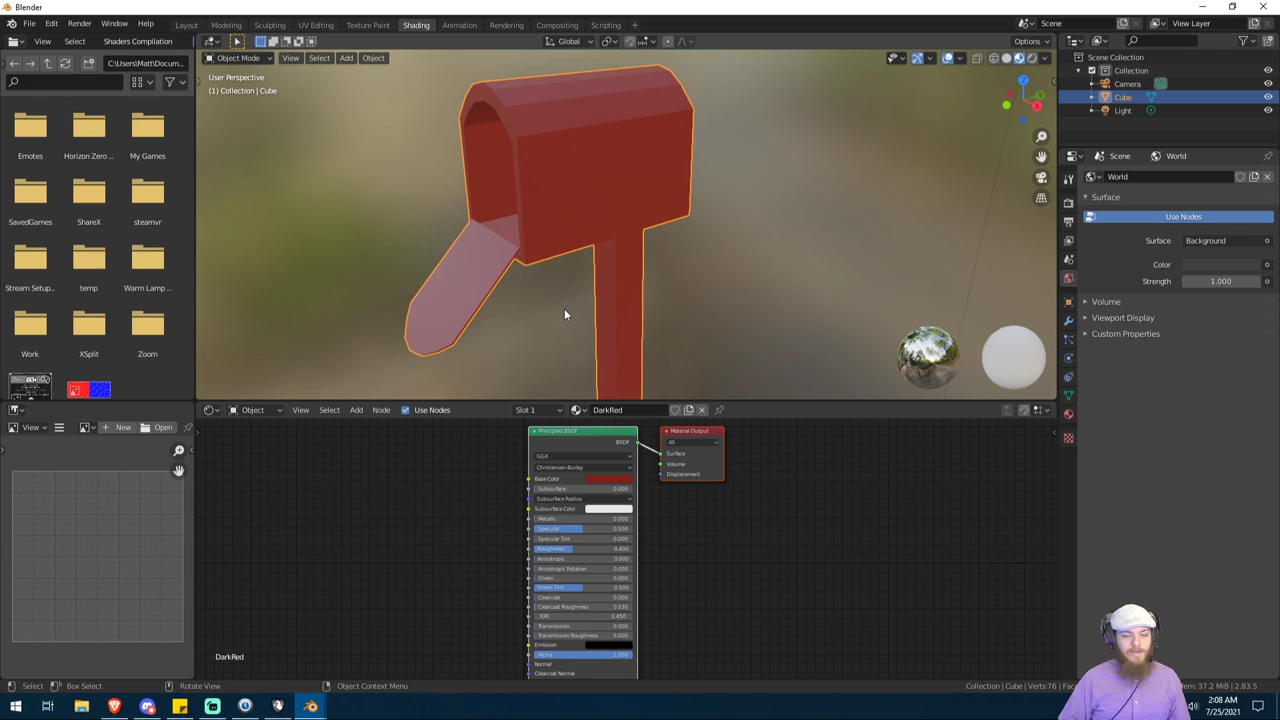 Blender
File Edit Render Window Help Layout Modeling Sculpting UV Editing Texture Paint Shading Animation Rendering Compositing Scripting Scene View Layer
View Select Shaders Compilation Global Options
C:\Users\Matt\Docum... Object Mode View Select Add Object
User Perspective
(1) Collection | Cube
Scene Collection
Collection
Camera
Cube
Light
Emotes Horizon Zero ... My Games
SavedGames ShareX steamvr
Stream Setup... temp Warm Lamp ...
Work XSplit Zoom
Scene World
World
Surface
Use Nodes
Surface Background
Color
Strength 1.000
Volume
Viewport Display
Custom Properties
Object View Select Add Node Use Nodes Slot 1 DarkRed
View New Open
Principled BSDF
BSDF
GGX
Christensen-Burley
Base Color
Subsurface 0.000
Subsurface Radius
Subsurface Color
Metallic 0.000
Specular 0.500
Specular Tint 0.000
Roughness 0.400
Anisotropic 0.000
Anisotropic Rotation 0.000
Sheen 0.000
Sheen Tint 0.500
Clearcoat 0.000
Clearcoat Roughness 0.030
IOR 1.450
Transmission 0.000
Transmission Roughness 0.000
Emission
Alpha 1.000
Normal
Clearcoat Normal
Material Output
All
Surface
Volume
Displacement
DarkRed
Select Box Select Rotate View Object Context Menu Collection | Cube | Verts:76 | Mem: 37.2 MiB | 2.83.5
2:08 AM
7/25/2021